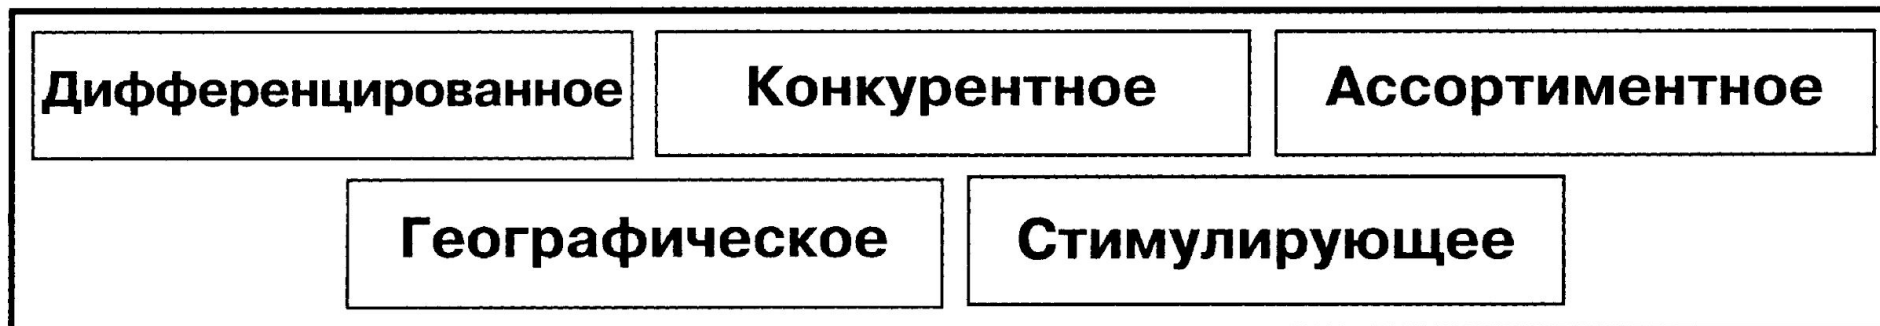 Дифференцированное
Конкурентное
Ассортиментное
Географическое
Стимулирующее